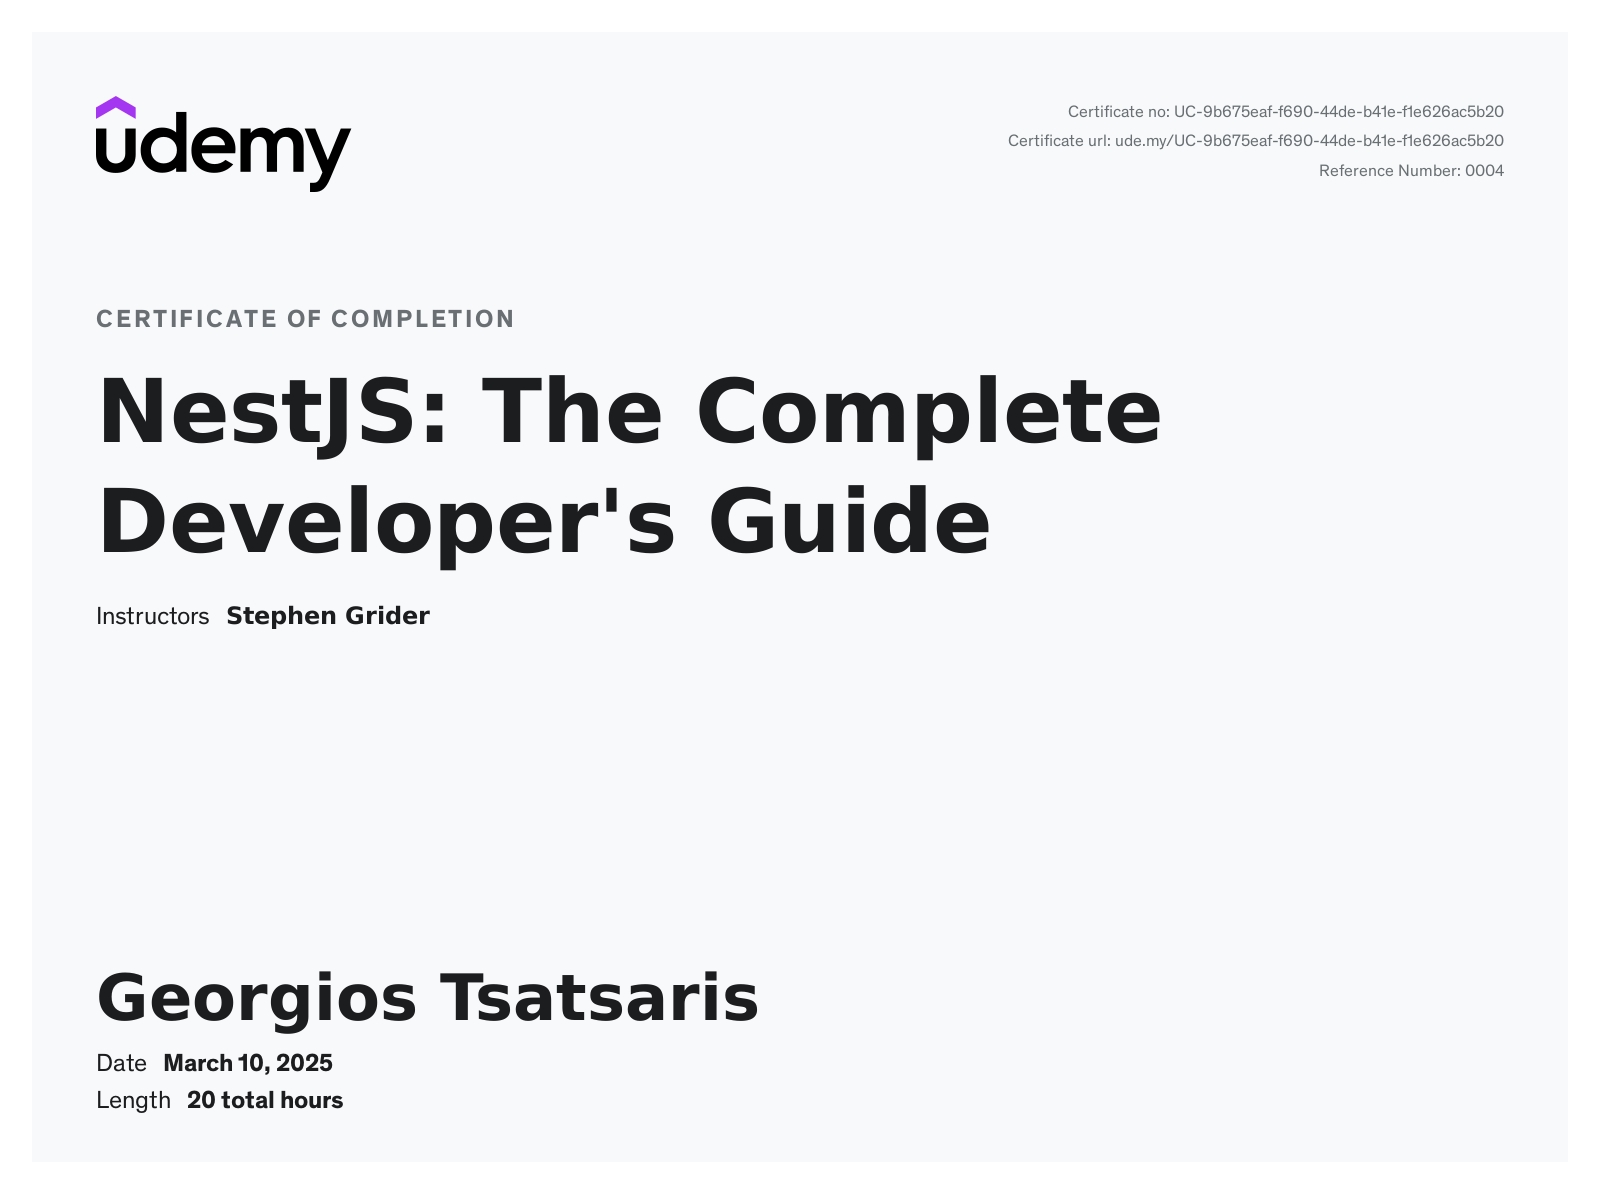 udemy
Certificate no: UC-9b675eaf-f690-44de-b41e-f1e626ac5b20
Certificate url: ude.my/UC-9b675eaf-f690-44de-b41e-f1e626ac5b20
Reference Number: 0004
CERTIFICATE OF COMPLETION
NestJS: The Complete
Developer's Guide
Instructors Stephen Grider
Georgios Tsatsaris
Date March 10, 2025
Length 20 total hours